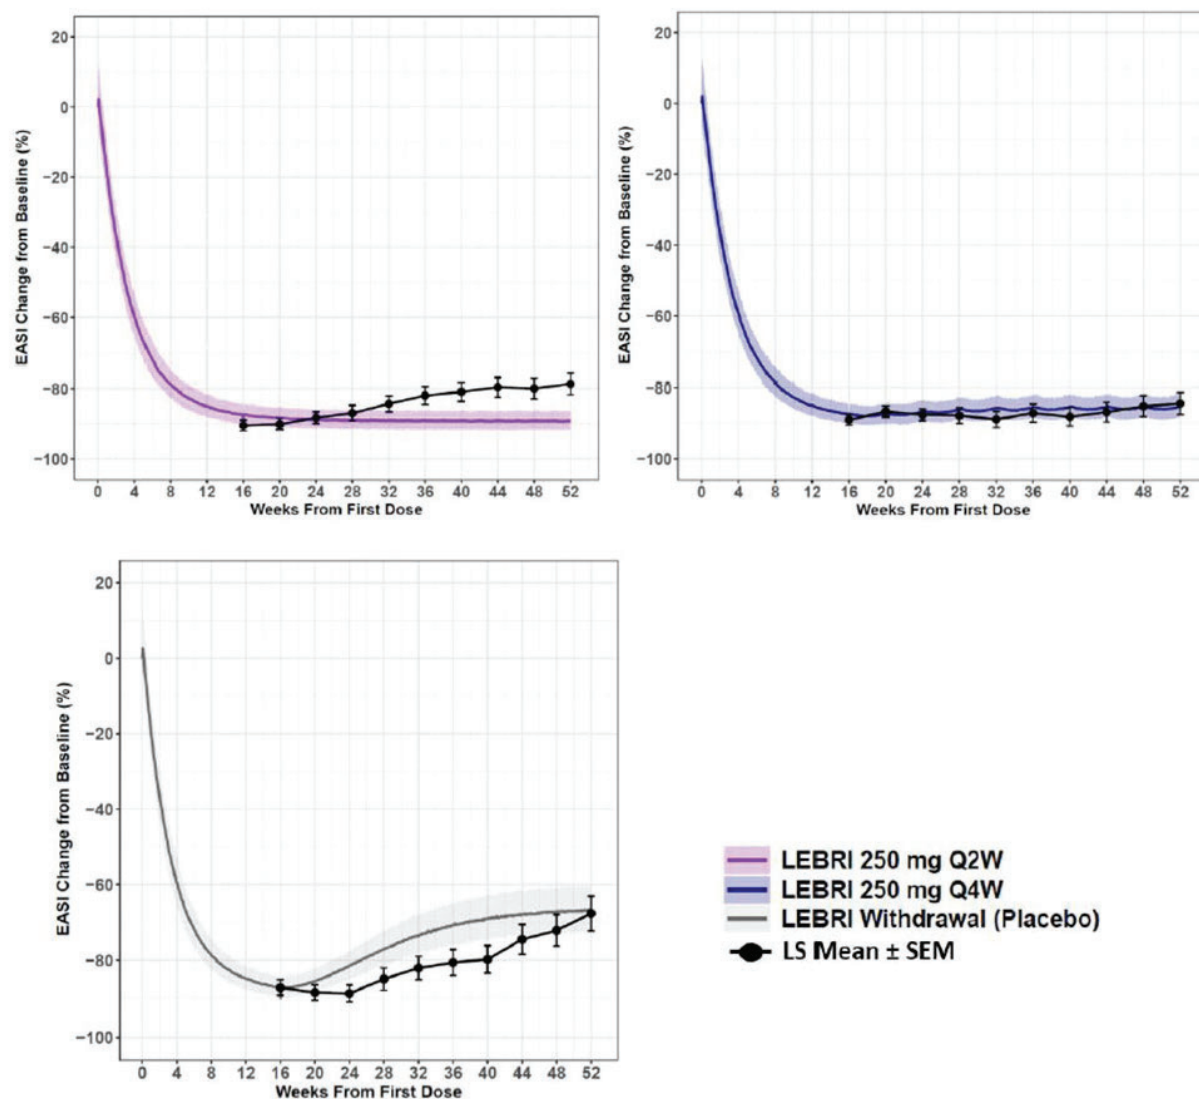 EASI Change from Baseline (%)
20
0
−20
−40
−60
−80
−100
0 4 8 12 16 20 24 28 32 36 40 44 48 52
Weeks From First Dose
EASI Change from Baseline (%)
20
0
−20
−40
−60
−80
−100
0 4 8 12 16 20 24 28 32 36 40 44 48 52
Weeks From First Dose
EASI Change from Baseline (%)
20
0
−20
−40
−60
−80
−100
0 4 8 12 16 20 24 28 32 36 40 44 48 52
Weeks From First Dose
LEBRI 250 mg Q2W
LEBRI 250 mg Q4W
LEBRI Withdrawal (Placebo)
LS Mean ± SEM